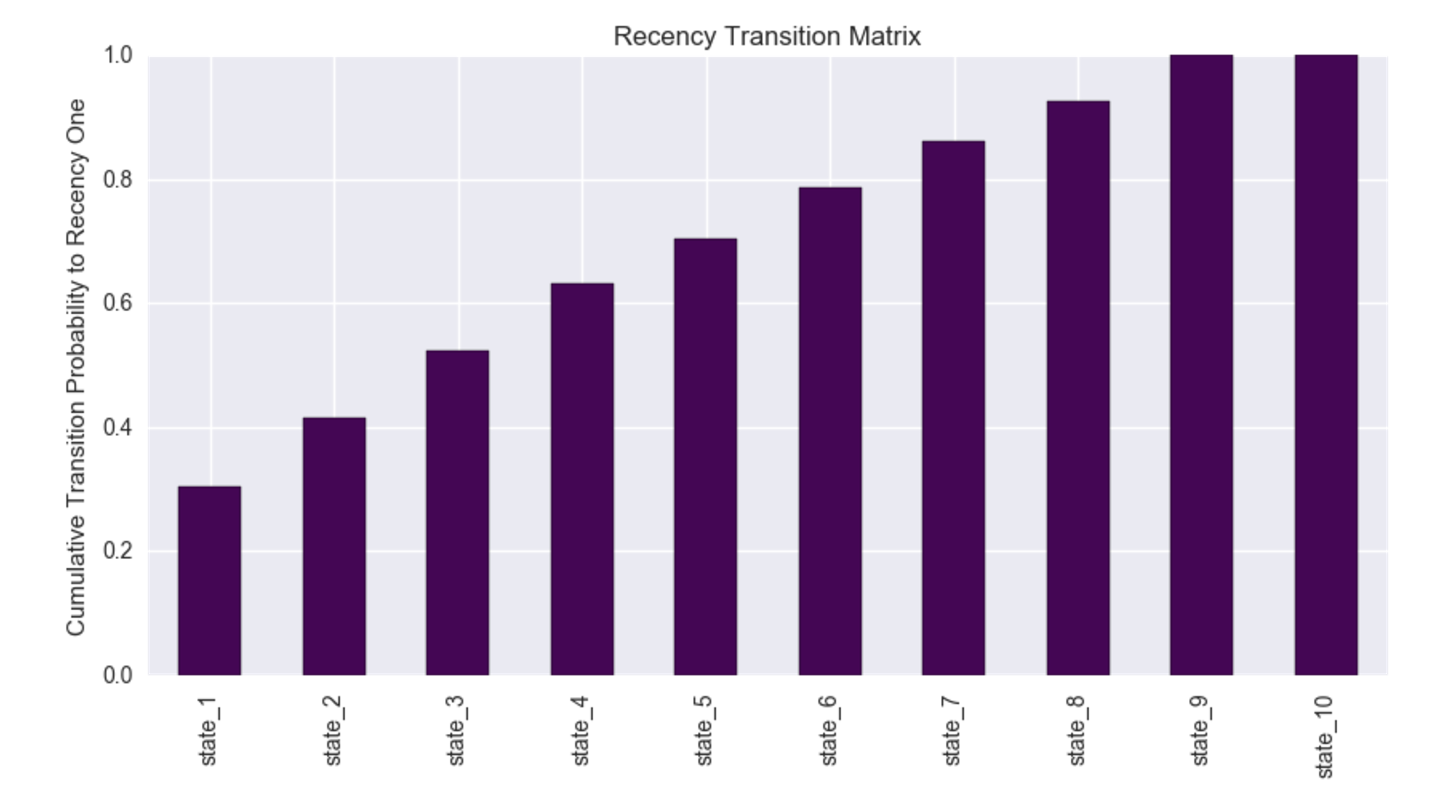 Recency Transition Matrix
Cumulative Transition Probability to Recency One
1.0
0.8
0.6
0.4
0.2
0.0
state_1
state_2
state_3
state_4
state_5
state_6
state_7
state_8
state_9
state_10